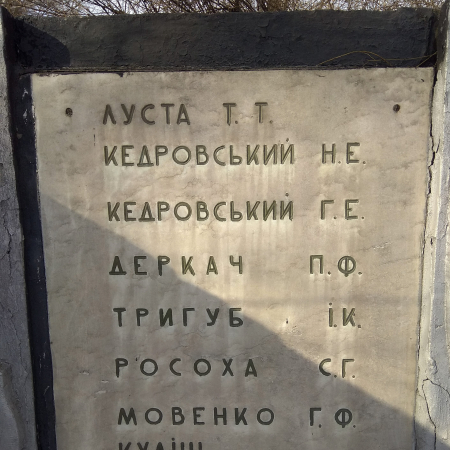 ЛУСТА Т. Т.
КЕДРОВСЬКИЙ Н. Е.
КЕДРОВСЬКИЙ Г. Е.
ДЕРКАЧ П. Ф.
ТРИГУБ І. К.
РОСОХА С. Г.
МОВЕНКО Г. Ф.